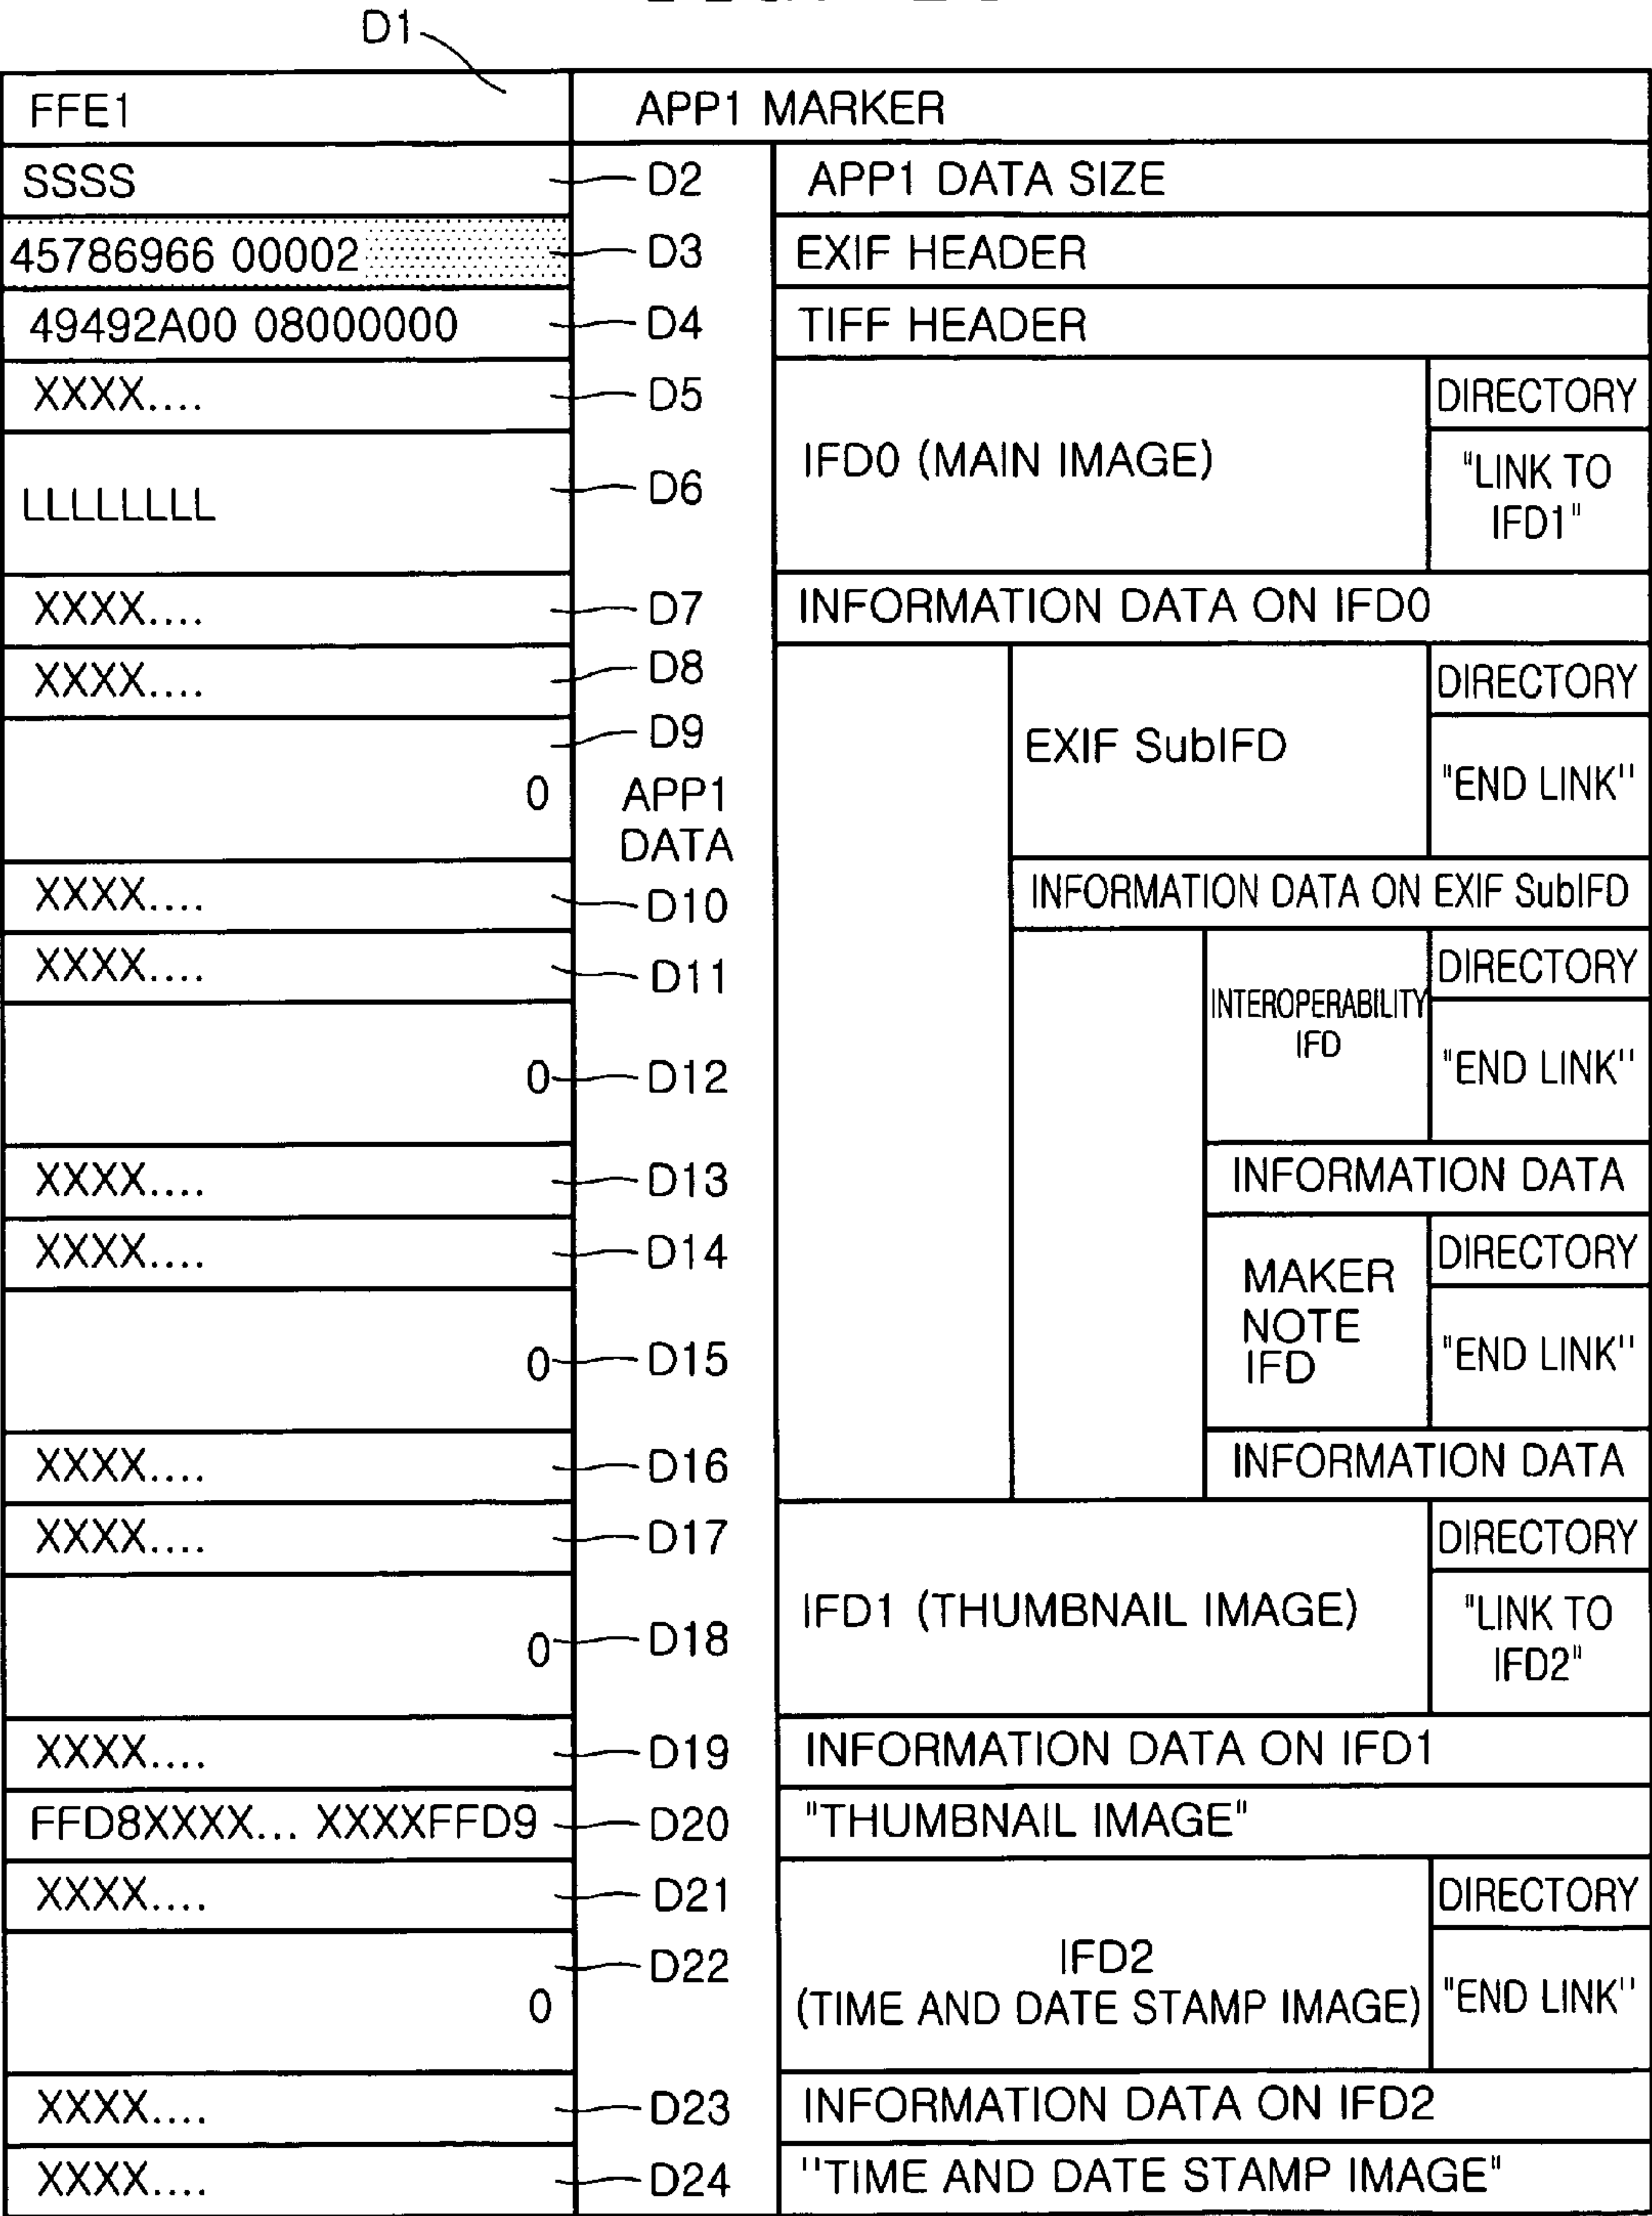 D1
FFE1 APP1 MARKER
SSSS D2 APP1 DATA SIZE
45786966 00002 D3 EXIF HEADER
49492A00 08000000 D4 TIFF HEADER
XXXX.... D5 DIRECTORY
IFD0 (MAIN IMAGE)
LLLLLLLL D6 "LINK TO
IFD1"
XXXX.... D7 INFORMATION DATA ON IFD0
XXXX.... D8 DIRECTORY
D9 EXIF SubIFD
0 APP1 "END LINK"
DATA
XXXX.... D10 INFORMATION DATA ON EXIF SubIFD
XXXX.... D11 DIRECTORY
INTEROPERABILITY
IFD
0 D12 "END LINK"
XXXX.... D13 INFORMATION DATA
XXXX.... D14 DIRECTORY
MAKER
NOTE
IFD
0 D15 "END LINK"
XXXX.... D16 INFORMATION DATA
XXXX.... D17 DIRECTORY
IFD1 (THUMBNAIL IMAGE)
0 D18 "LINK TO
IFD2"
XXXX.... D19 INFORMATION DATA ON IFD1
FFD8XXXX... XXXXFFD9 D20 "THUMBNAIL IMAGE"
XXXX.... D21 DIRECTORY
D22 IFD2
0 (TIME AND DATE STAMP IMAGE) "END LINK"
XXXX.... D23 INFORMATION DATA ON IFD2
XXXX.... D24 "TIME AND DATE STAMP IMAGE"